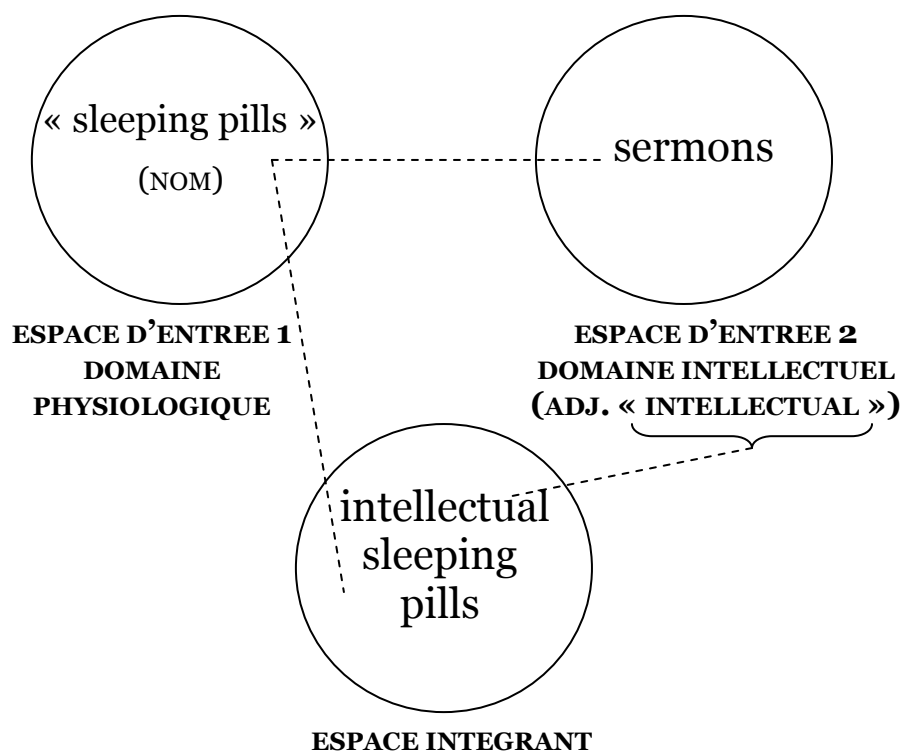 « sleeping pills »
(NOM)
sermons
ESPACE D’ENTREE 1
DOMAINE
PHYSIOLOGIQUE
ESPACE D’ENTREE 2
DOMAINE INTELLECTUEL
(ADJ. « INTELLECTUAL »)
intellectual
sleeping
pills
ESPACE INTEGRANT